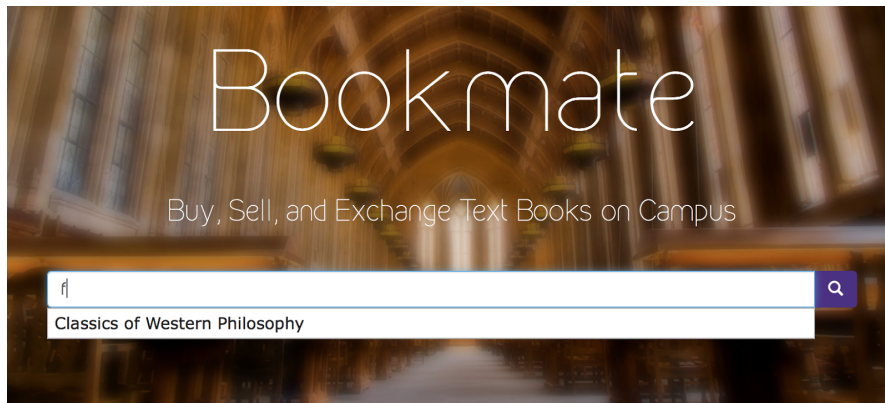 Bookmate
Buy, Sell, and Exchange Text Books on Campus
f
Classics of Western Philosophy